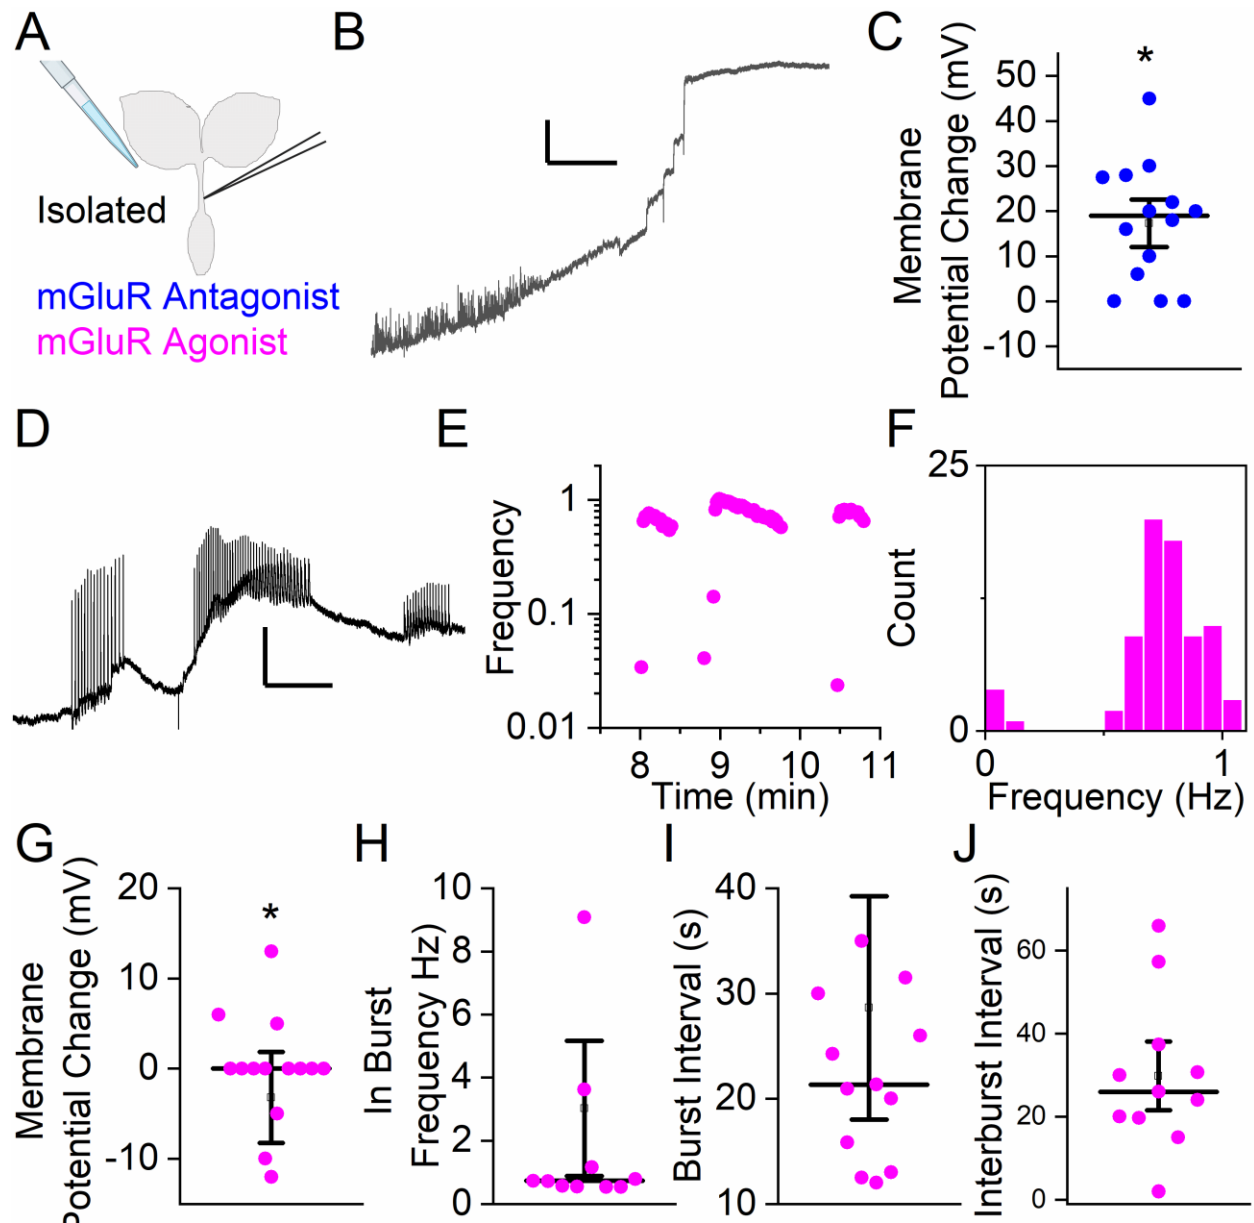 A
B
C
Isolated
mGluR Antagonist
mGluR Agonist
Membrane
Potential Change (mV)
50
40
30
20
10
0
-10
*
D
E
F
Frequency
1
0.1
0.01
8
9
10
11
Time (min)
Count
25
0
0
1
Frequency (Hz)
G
H
I
J
Membrane
Potential Change (mV)
20
10
0
-10
*
In Burst
Frequency Hz)
10
8
6
4
2
0
Burst Interval (s)
40
30
20
10
Interburst Interval (s)
60
40
20
0